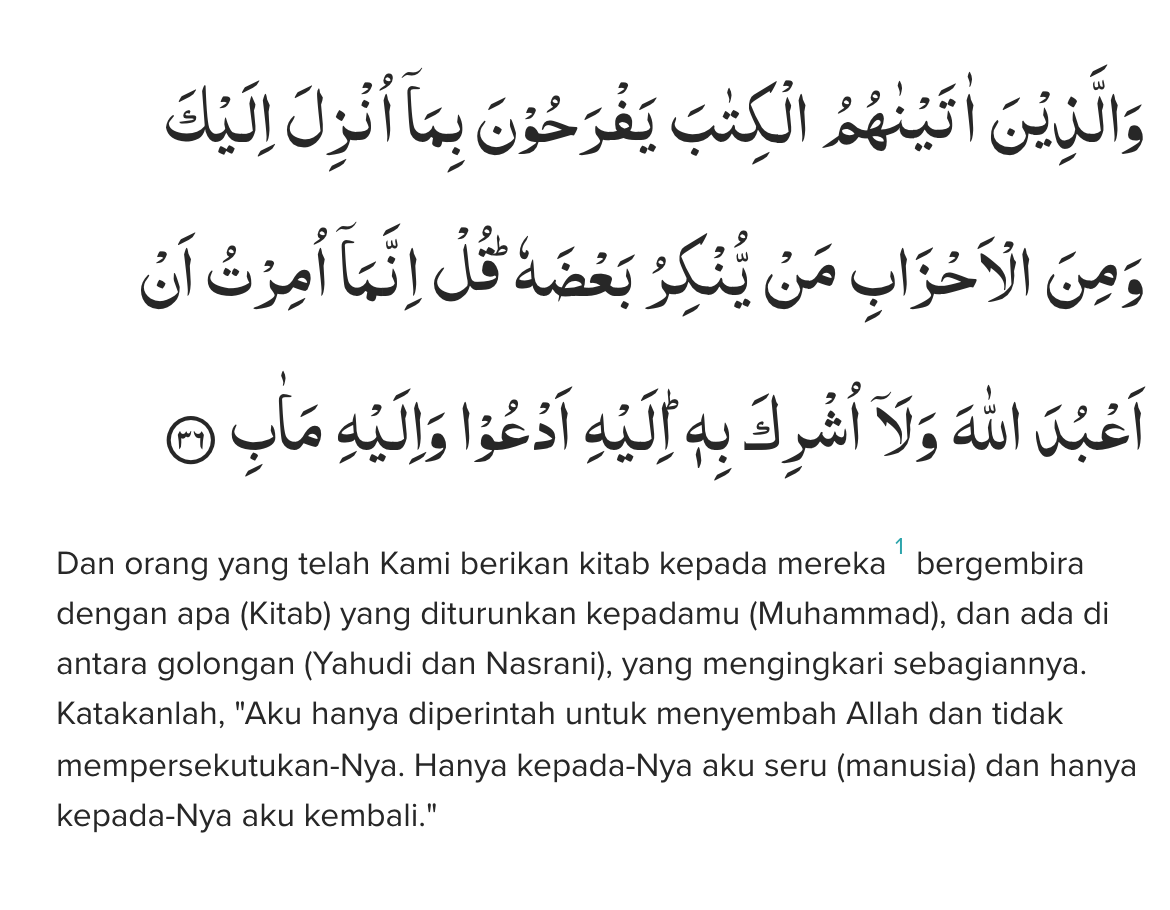 وَالَّذِيْنَ اٰتَيْنٰهُمُ الْكِتٰبَ يَفْرَحُوْنَ بِمَآ اُنْزِلَ اِلَيْكَ
وَمِنَ الْاَحْزَابِ مَنْ يُّنْكِرُ بَعْضَهٗ ۗ قُلْ اِنَّمَآ اُمِرْتُ اَنْ
اَعْبُدَ اللّٰهَ وَلَآ اُشْرِكَ بِهٖ ۗ اِلَيْهِ اَدْعُوْا وَاِلَيْهِ مَاٰبِ ٣٦
Dan orang yang telah Kami berikan kitab kepada mereka 1 bergembira
dengan apa (Kitab) yang diturunkan kepadamu (Muhammad), dan ada di
antara golongan (Yahudi dan Nasrani), yang mengingkari sebagiannya.
Katakanlah, "Aku hanya diperintah untuk menyembah Allah dan tidak
mempersekutukan-Nya. Hanya kepada-Nya aku seru (manusia) dan hanya
kepada-Nya aku kembali."